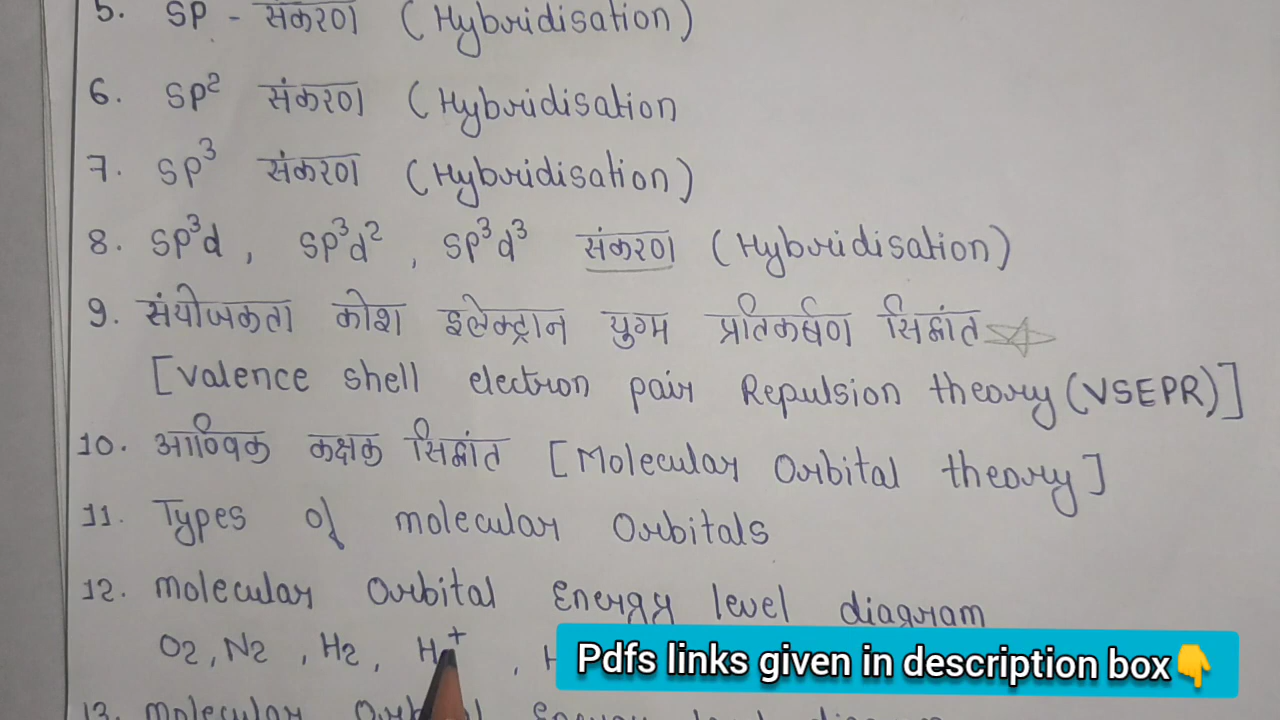 5. SP - संकरण (Hybridisation)
6. SP² संकरण (Hybridisation
7. SP³ संकरण (Hybridisation)
8. SP³d, SP³d², SP³d³ संकरण (Hybridisation)
9. संयोजकता कोश इलेक्ट्रान युग्म प्रतिकर्षण सिद्धांत
[Valence shell electron pair Repulsion theory (VSEPR)]
10. आण्विक कक्षक सिद्धांत [Molecular Orbital theory]
11. Types of molecular Orbitals
12. molecular Orbital Energy level diagram
O2, N2, H2,
Pdfs links given in description box👇
13. molecular